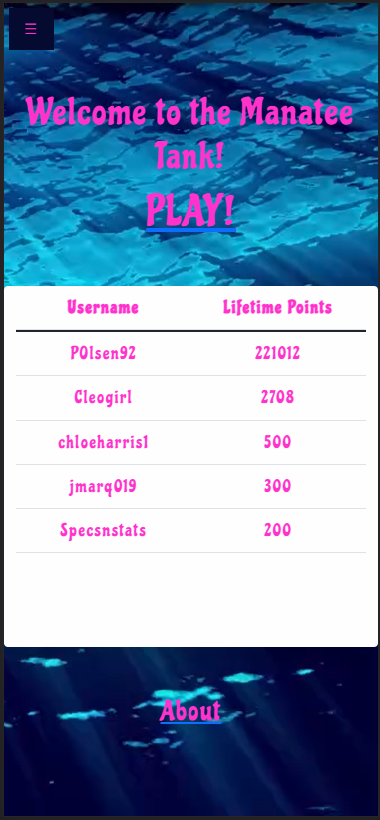 ☰
Welcome to the Manatee
Tank!
PLAY!
Username Lifetime Points
POlsen92 221012
Cleogirl 2708
chloeharris1 500
jmarq019 300
Specsnstats 200
About